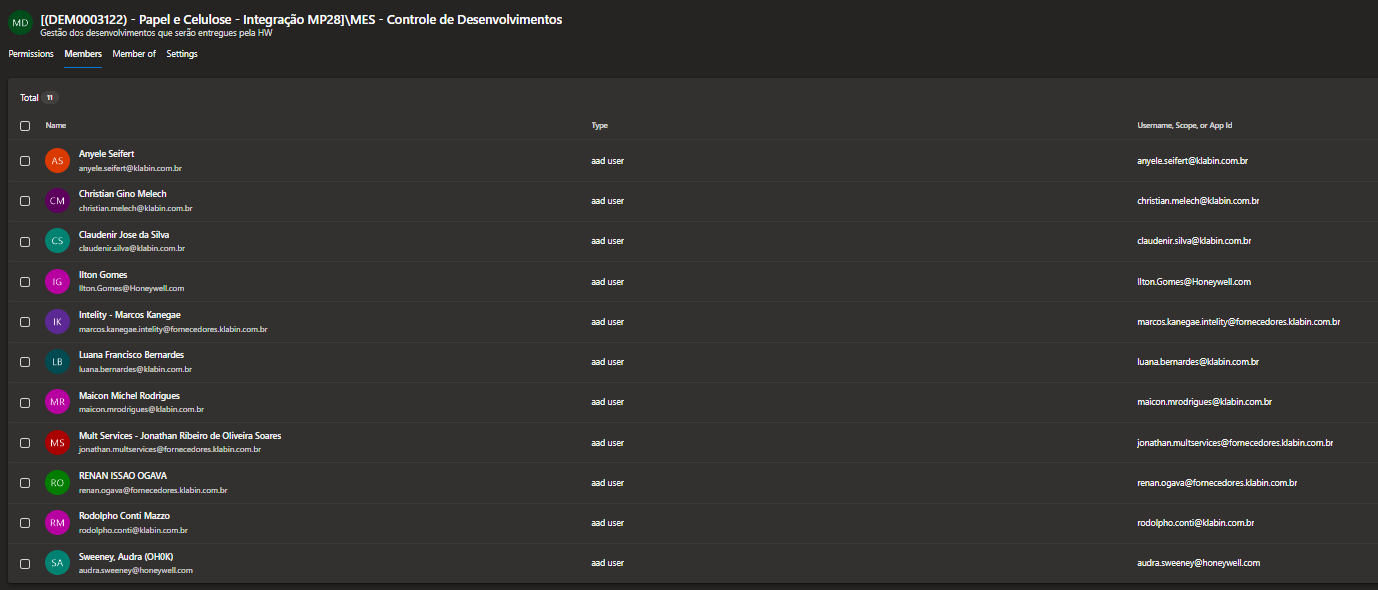 MD
[(DEM0003122) - Papel e Celulose - Integração MP28]\MES - Controle de Desenvolvimentos
Gestão dos desenvolvimentos que serão entregues pela HW
Permissions Members Member of Settings
Total 11
Name Type Username, Scope, or App Id
AS Anyele Seifert aad user anyele.seifert@klabin.com.br
anyele.seifert@klabin.com.br
CM Christian Gino Melech aad user christian.melech@klabin.com.br
christian.melech@klabin.com.br
CS Claudenir Jose da Silva aad user claudenir.silva@klabin.com.br
claudenir.silva@klabin.com.br
IG Ilton Gomes aad user Ilton.Gomes@Honeywell.com
Ilton.Gomes@Honeywell.com
IK Intelity - Marcos Kanegae aad user marcos.kanegae.intelity@fornecedores.klabin.com.br
marcos.kanegae.intelity@fornecedores.klabin.com.br
LB Luana Francisco Bernardes aad user luana.bernardes@klabin.com.br
luana.bernardes@klabin.com.br
MR Maicon Michel Rodrigues aad user maicon.mrodrigues@klabin.com.br
maicon.mrodrigues@klabin.com.br
MS Mult Services - Jonathan Ribeiro de Oliveira Soares aad user jonathan.multservices@fornecedores.klabin.com.br
jonathan.multservices@fornecedores.klabin.com.br
RO RENAN ISSAO OGAVA aad user renan.ogava@fornecedores.klabin.com.br
renan.ogava@fornecedores.klabin.com.br
RM Rodolpho Conti Mazzo aad user rodolpho.conti@klabin.com.br
rodolpho.conti@klabin.com.br
SA Sweeney, Audra (OH0K) aad user audra.sweeney@honeywell.com
audra.sweeney@honeywell.com